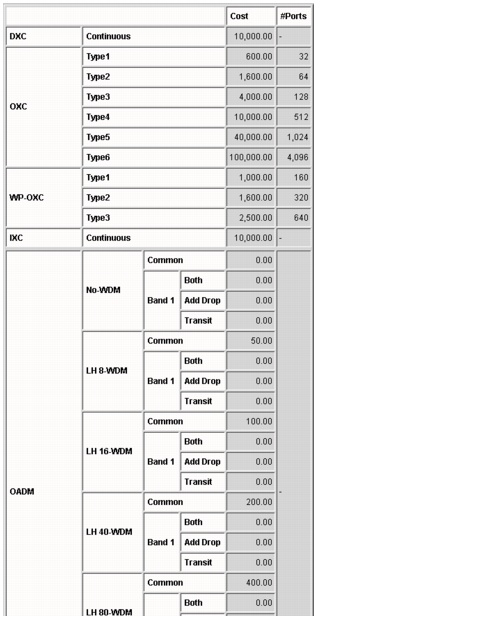 Cost #Ports
DXC Continuous 10,000.00 -
OXC Type1 600.00 32
Type2 1,600.00 64
Type3 4,000.00 128
Type4 10,000.00 512
Type5 40,000.00 1,024
Type6 100,000.00 4,096
WP-OXC Type1 1,000.00 160
Type2 1,600.00 320
Type3 2,500.00 640
IXC Continuous 10,000.00 -
OADM No-WDM Common 0.00 -
Band 1 Both 0.00
Add Drop 0.00
Transit 0.00
LH 8-WDM Common 50.00
Band 1 Both 0.00
Add Drop 0.00
Transit 0.00
LH 16-WDM Common 100.00
Band 1 Both 0.00
Add Drop 0.00
Transit 0.00
LH 40-WDM Common 200.00
Band 1 Both 0.00
Add Drop 0.00
Transit 0.00
LH 80-WDM Common 400.00
Both 0.00